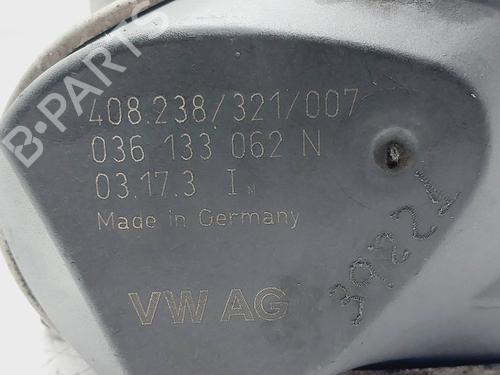 408.238/321/007
036 133 062 N
03.17.3 I N
Made in Germany
VW AG
B-PARTS